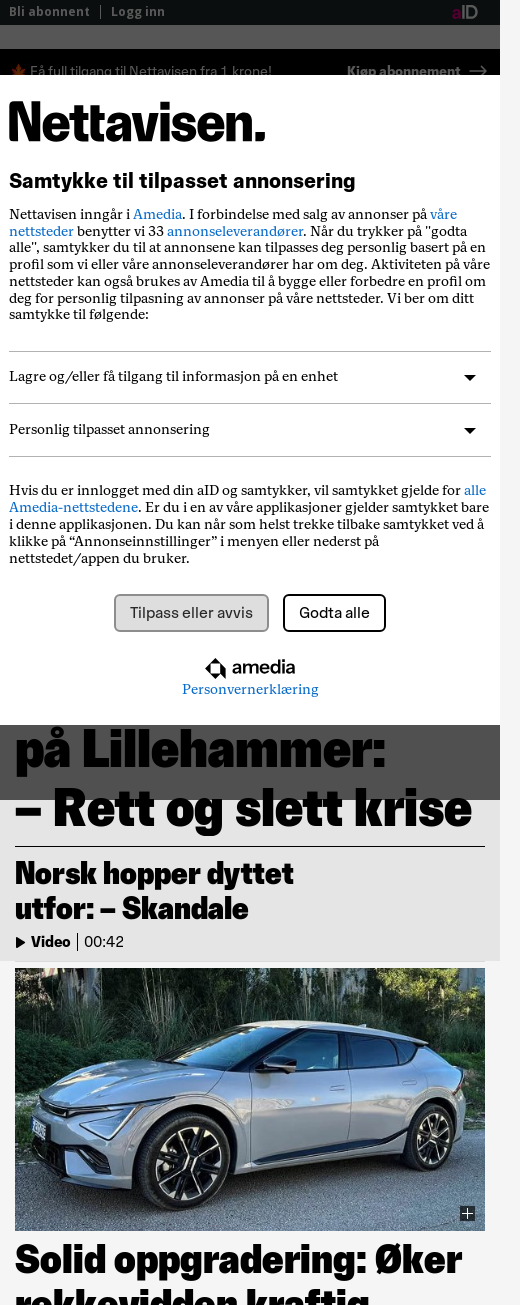 Bli abonnent | Logg inn
aID
🍁 Få full tilgang til Nettavisen fra 1 krone!
Kjøp abonnement →
Nettavisen.
Samtykke til tilpasset annonsering
Nettavisen inngår i Amedia. I forbindelse med salg av annonser på våre
nettsteder benytter vi 33 annonseleverandører. Når du trykker på "godta
alle", samtykker du til at annonsene kan tilpasses deg personlig basert på en
profil som vi eller våre annonseleverandører har om deg. Aktiviteten på våre
nettsteder kan også brukes av Amedia til å bygge eller forbedre en profil om
deg for personlig tilpasning av annonser på våre nettsteder. Vi ber om ditt
samtykke til følgende:
Lagre og/eller få tilgang til informasjon på en enhet
Personlig tilpasset annonsering
Hvis du er innlogget med din aID og samtykker, vil samtykket gjelde for alle
Amedia-nettstedene. Er du i en av våre applikasjoner gjelder samtykket bare
i denne applikasjonen. Du kan når som helst trekke tilbake samtykket ved å
klikke på “Annonseinnstillinger” i menyen eller nederst på
nettstedet/appen du bruker.
Tilpass eller avvis
Godta alle
amedia
Personvernerklæring
på Lillehammer:
– Rett og slett krise
Norsk hopper dyttet
utfor: – Skandale
Video | 00:42
Solid oppgradering: Øker
rekkevidden kraftig